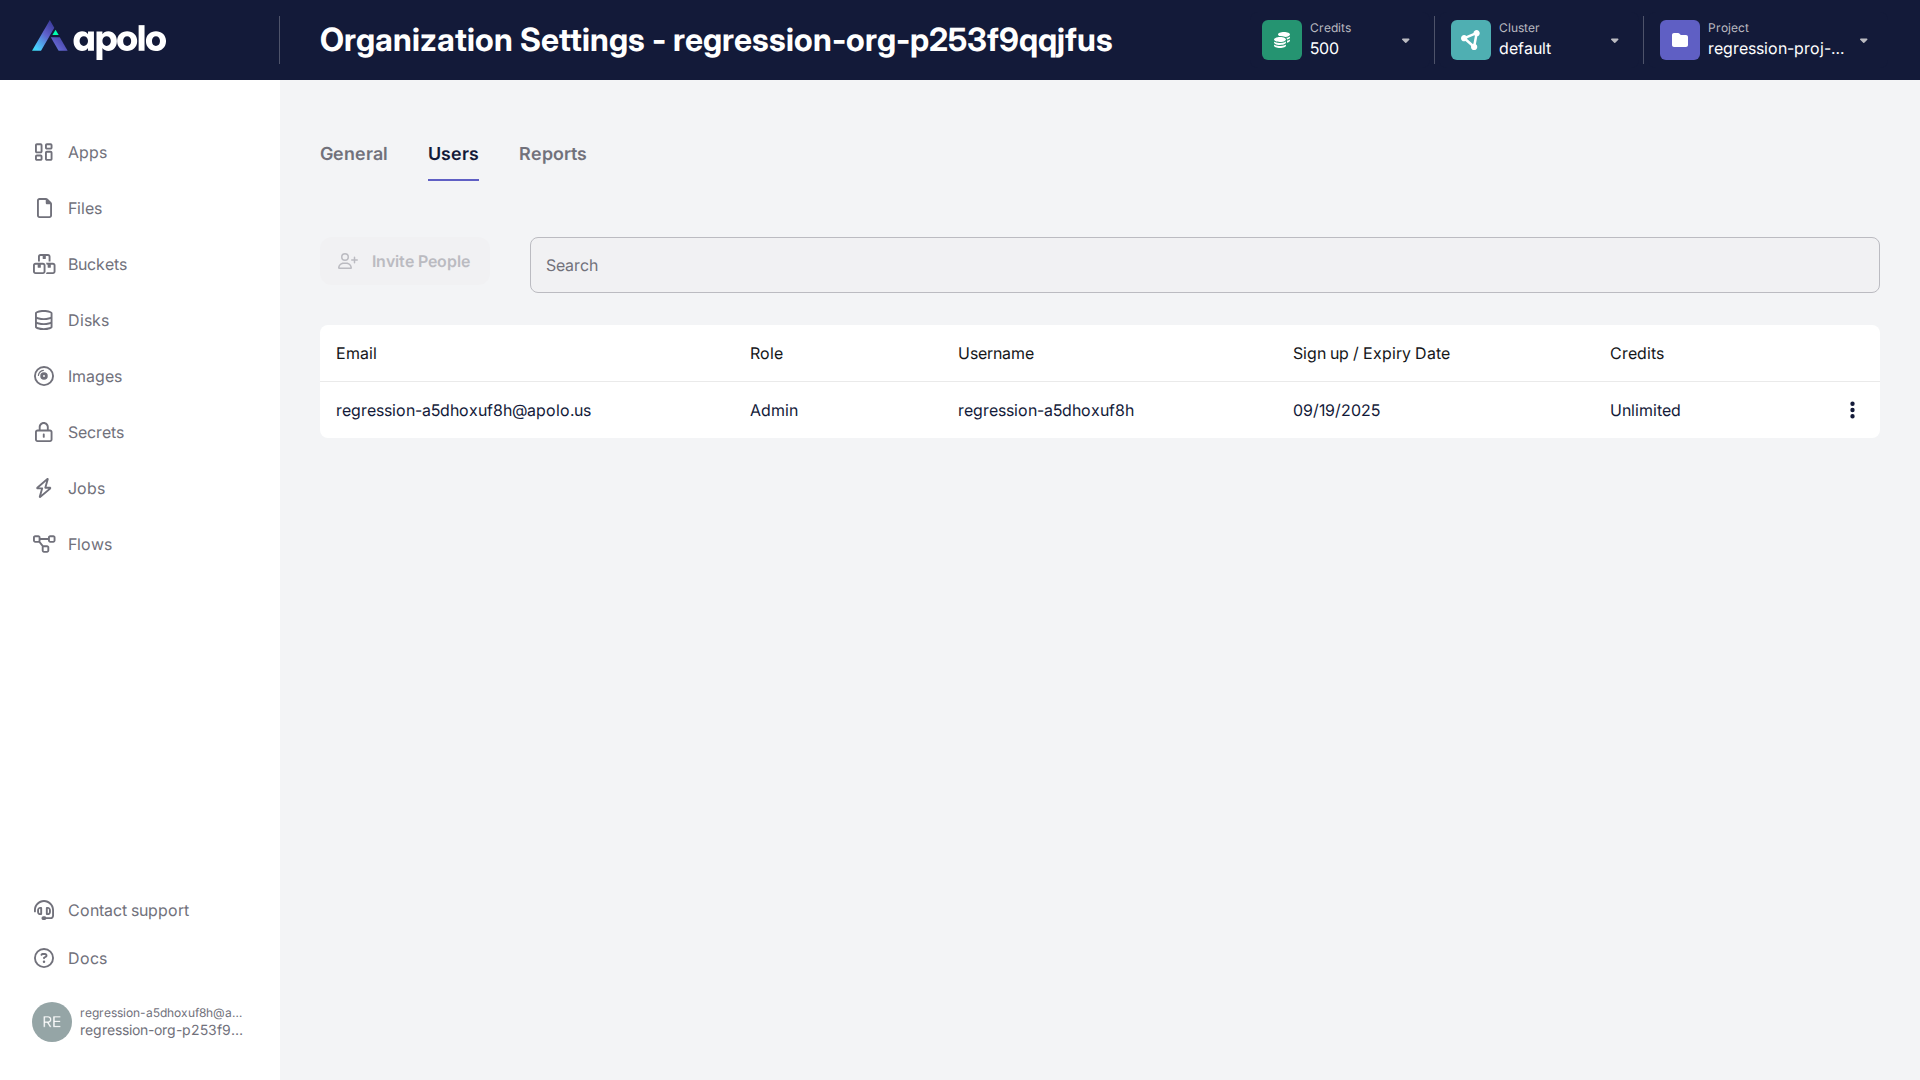 apolo
Organization Settings - regression-org-p253f9qqjfus
Credits
500
Cluster
default
Project
regression-proj-...
Apps
Files
Buckets
Disks
Images
Secrets
Jobs
Flows
General Users Reports
Invite People
Search
Email Role Username Sign up / Expiry Date Credits
regression-a5dhoxuf8h@apolo.us Admin regression-a5dhoxuf8h 09/19/2025 Unlimited
Contact support
Docs
RE
regression-a5dhoxuf8h@a...
regression-org-p253f9...